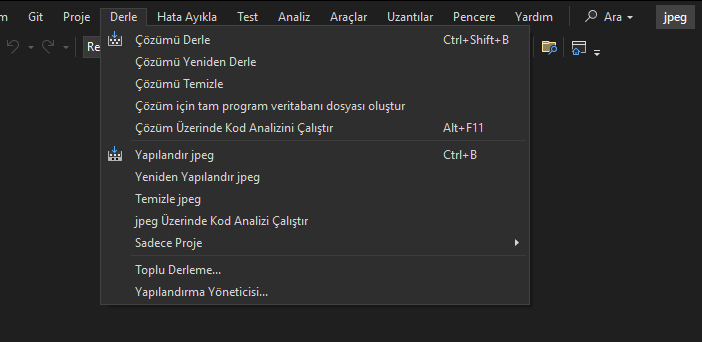 m Git Proje Derle Hata Ayıkla Test Analiz Araçlar Uzantılar Pencere Yardım Ara jpeg
Re
Çözümü Derle Ctrl+Shift+B
Çözümü Yeniden Derle
Çözümü Temizle
Çözüm için tam program veritabanı dosyası oluştur
Çözüm Üzerinde Kod Analizini Çalıştır Alt+F11
Yapılandır jpeg Ctrl+B
Yeniden Yapılandır jpeg
Temizle jpeg
jpeg Üzerinde Kod Analizi Çalıştır
Sadece Proje
Toplu Derleme...
Yapılandırma Yöneticisi...